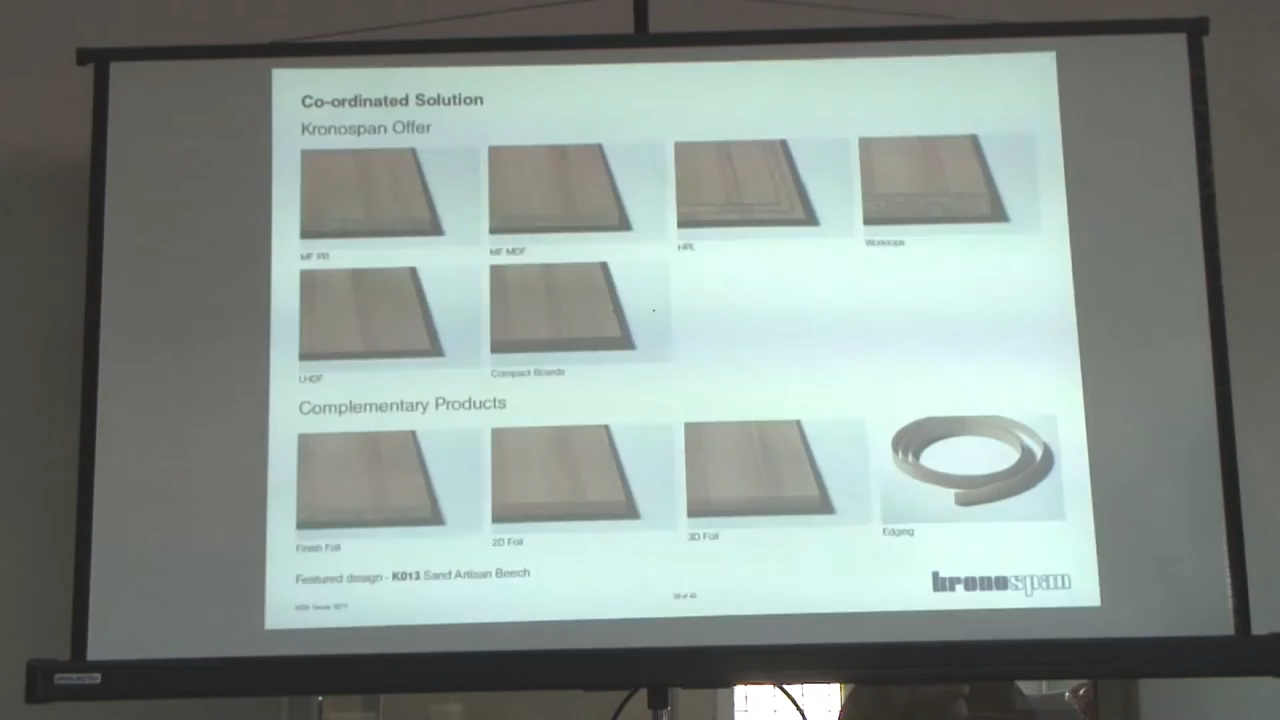 Co-ordinated Solution
Kronospan Offer
MF PB
MF MDF
HPL
Worktops
LHDF
Compact Boards
Complementary Products
Finish Foil
2D Foil
3D Foil
Edging
Featured design - K013 Sand Artisan Beech
kronospan